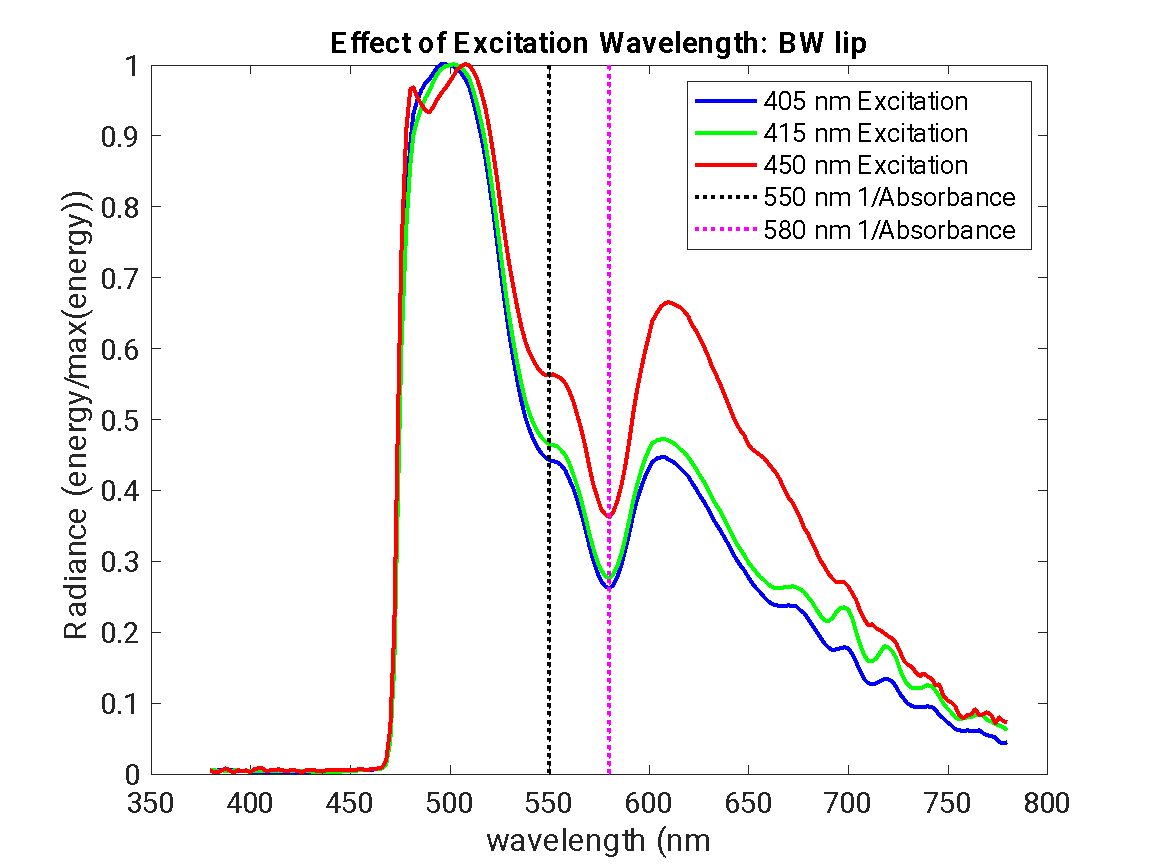 Effect of Excitation Wavelength: BW lip
405 nm Excitation
415 nm Excitation
450 nm Excitation
550 nm 1/Absorbance
580 nm 1/Absorbance
Radiance (energy/max(energy))
1
0.9
0.8
0.7
0.6
0.5
0.4
0.3
0.2
0.1
0
350 400 450 500 550 600 650 700 750 800
wavelength (nm